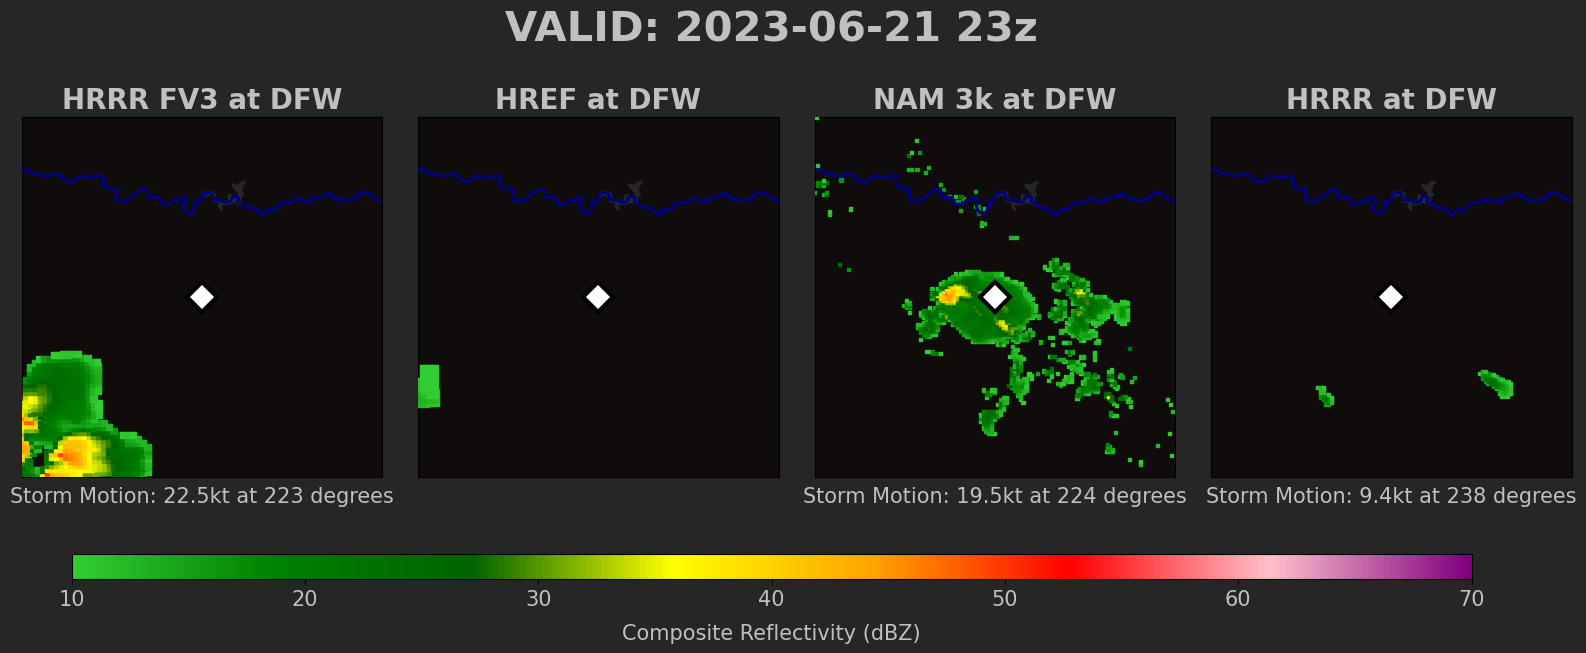 VALID: 2023-06-21 23z
HRRR FV3 at DFW
HREF at DFW
NAM 3k at DFW
HRRR at DFW
Storm Motion: 22.5kt at 223 degrees
Storm Motion: 19.5kt at 224 degrees
Storm Motion: 9.4kt at 238 degrees
10 20 30 40 50 60 70
Composite Reflectivity (dBZ)